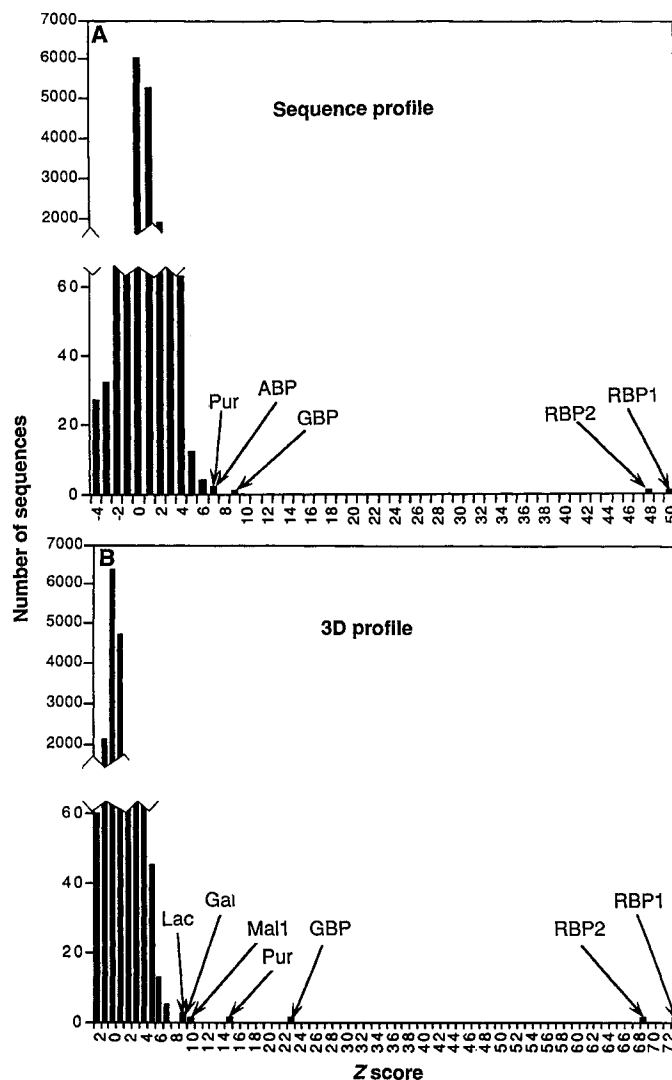 A
Sequence profile
7000
6000
5000
4000
3000
2000
60
40
20
0
Pur
ABP
GBP
RBP2
RBP1
-4 -2 0 2 4 6 8 10 12 14 16 18 20 22 24 26 28 30 32 34 36 38 40 42 44 46 48 50
Number of sequences
B
3D profile
7000
6000
5000
4000
3000
2000
60
40
20
0
Lac
Gal
Mal1
Pur
GBP
RBP2
RBP1
2 0 2 4 6 8 10 12 14 16 18 20 22 24 26 28 30 32 34 36 38 40 42 44 46 48 50 52 54 56 58 60 62 64 66 68 70 72
Z score